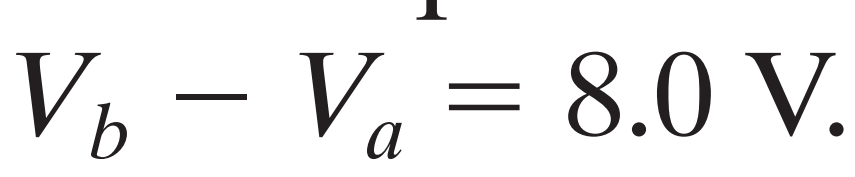 V_b − V_a = 8.0 V.